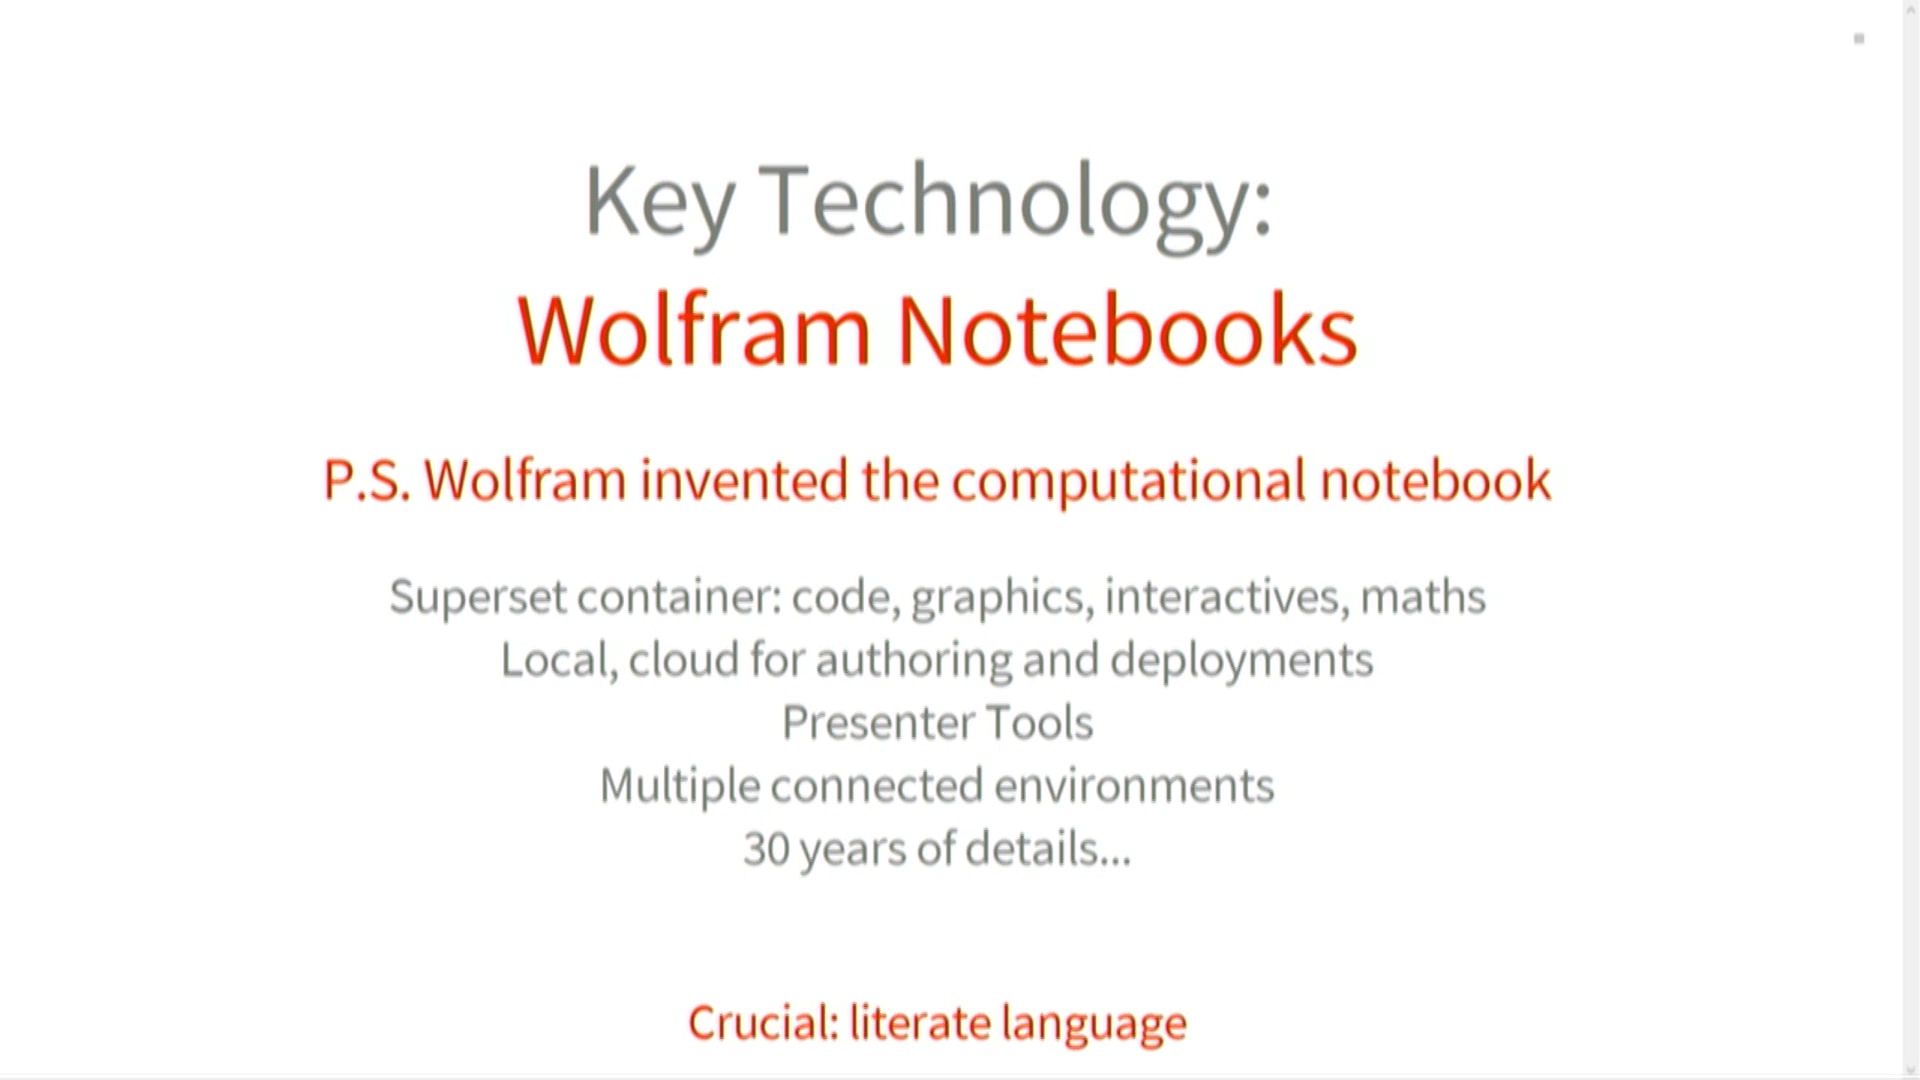 Key Technology:
Wolfram Notebooks
P.S. Wolfram invented the computational notebook
Superset container: code, graphics, interactives, maths
Local, cloud for authoring and deployments
Presenter Tools
Multiple connected environments
30 years of details...
Crucial: literate language